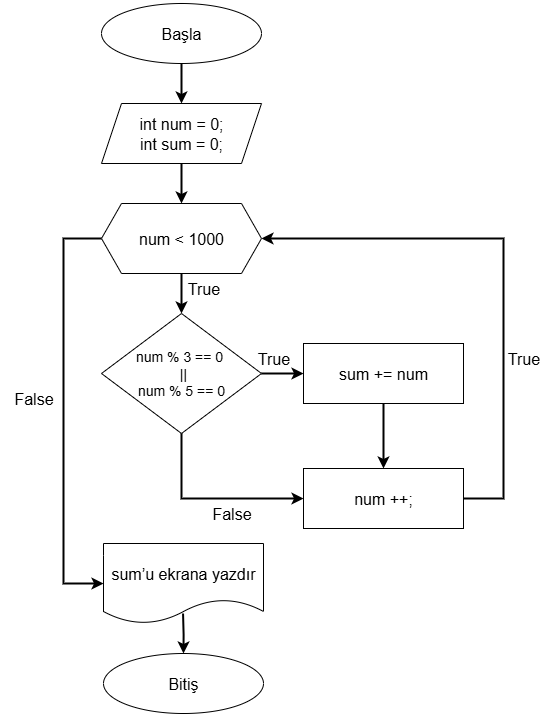 Başla
int num = 0;
int sum = 0;
num < 1000
True
num % 3 == 0
||
num % 5 == 0
True
sum += num
True
False
num ++;
False
sum'u ekrana yazdır
Bitiş